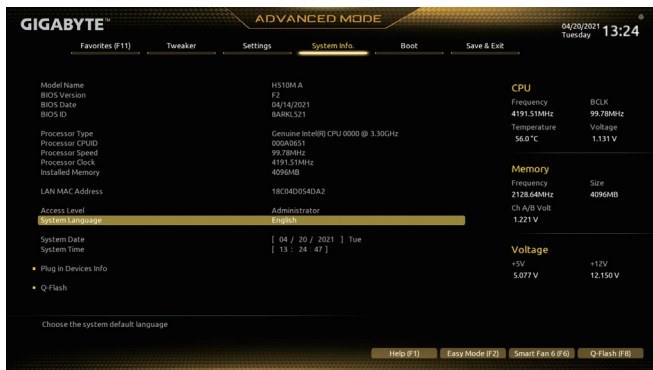 GIGABYTE™
ADVANCED MODE
04/20/2021
Tuesday
13:24
Favorites (F11)
Tweaker
Settings
System Info.
Boot
Save & Exit
Model Name H510M A
BIOS Version F2
BIOS Date 04/14/2021
BIOS ID 8ARKL521
Processor Type Genuine Intel(R) CPU 0000 @ 3.30GHz
Processor CPUID 000A0651
Processor Speed 99.78MHz
Processor Clock 4191.51MHz
Installed Memory 4096MB
LAN MAC Address 18C04D054DA2
Access Level Administrator
System Language English
System Date [ 04 / 20 / 2021 ] Tue
System Time [ 13 : 24 : 47 ]
Plug in Devices Info
Q-Flash
Choose the system default language
CPU
Frequency BCLK
4191.51MHz 99.78MHz
Temperature Voltage
56.0 °C 1.131 V
Memory
Frequency Size
2128.64MHz 4096MB
Ch A/B Volt
1.221 V
Voltage
+5V +12V
5.077 V 12.150 V
Help (F1)
Easy Mode (F2)
Smart Fan 6 (F6)
Q-Flash (F8)